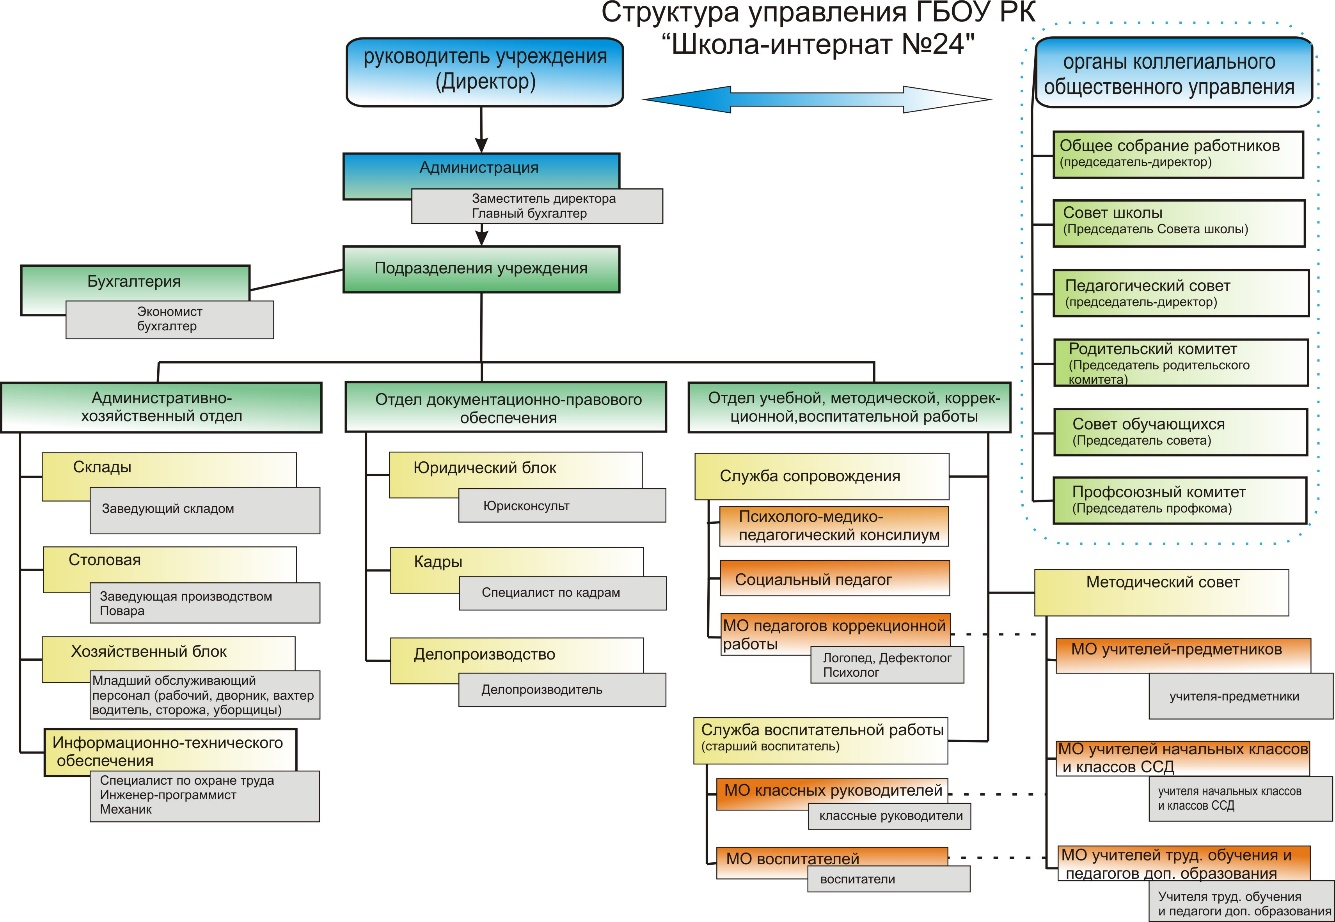 Структура управления ГБОУ РК
“Школа-интернат №24"
руководитель учреждения
(Директор)
органы коллегиального
общественного управления
Администрация
Заместитель директора
Главный бухгалтер
Подразделения учреждения
Бухгалтерия
Экономист
бухгалтер
Общее собрание работников
(председатель-директор)
Совет школы
(Председатель Совета школы)
Педагогический совет
(председатель-директор)
Родительский комитет
(Председатель родительского
комитета)
Совет обучающихся
(Председатель совета)
Профсоюзный комитет
(Председатель профкома)
Административно-
хозяйственный отдел
Склады
Заведующий складом
Столовая
Заведующая производством
Повара
Хозяйственный блок
Младший обслуживающий
персонал (рабочий, дворник, вахтер
водитель, сторожа, уборщицы)
Информационно-технического
обеспечения
Специалист по охране труда
Инженер-программист
Механик
Отдел документационно-правового
обеспечения
Юридический блок
Юрисконсульт
Кадры
Специалист по кадрам
Делопроизводство
Делопроизводитель
Отдел учебной, методической, коррек-
ционной,воспитательной работы
Служба сопровождения
Психолого-медико-
педагогический консилиум
Социальный педагог
МО педагогов коррекционной
работы
Логопед, Дефектолог
Психолог
Служба воспитательной работы
(старший воспитатель)
МО классных руководителей
классные руководители
МО воспитателей
воспитатели
Методический совет
МО учителей-предметников
учителя-предметники
МО учителей начальных классов
и классов ССД
учителя начальных классов
и классов ССД
МО учителей труд. обучения и
педагогов доп. образования
Учителя труд. обучения
и педагоги доп. образования